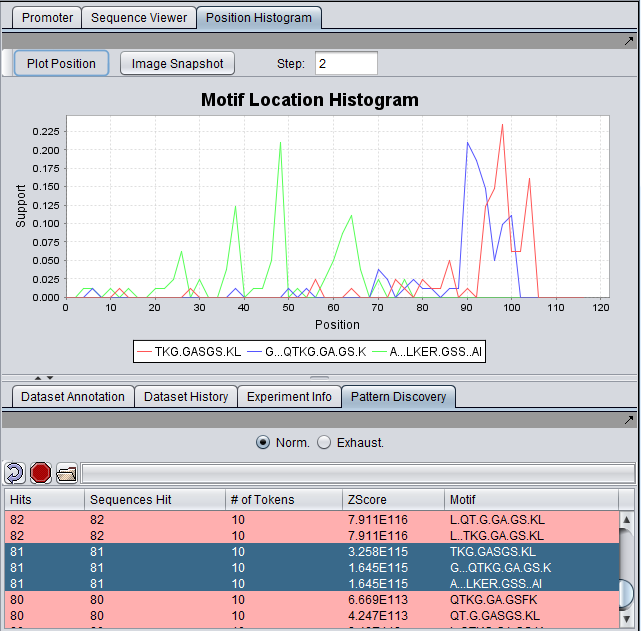 Promoter Sequence Viewer Position Histogram
Plot Position Image Snapshot Step: 2
Motif Location Histogram
0.225
0.200
0.175
0.150
0.125
0.100
0.075
0.050
0.025
0.000
Support
0 10 20 30 40 50 60 70 80 90 100 110 120
Position
TKG.GASGS.KL G...QTKG.GA.GS.K A...LKER.GSS..AI
Dataset Annotation Dataset History Experiment Info Pattern Discovery
Norm. Exhaust.
Hits Sequences Hit # of Tokens ZScore Motif
82 82 10 7.911E116 L.QT.G.GA.GS.KL
82 82 10 7.911E116 L..TKG.GA.GS.KL
81 81 10 3.258E115 TKG.GASGS.KL
81 81 10 1.645E115 G...QTKG.GA.GS.K
81 81 10 1.645E115 A...LKER.GSS..AI
80 80 10 6.669E113 QTKG.GA.GSFK
80 80 10 4.247E113 QT.G.GASGS.KL